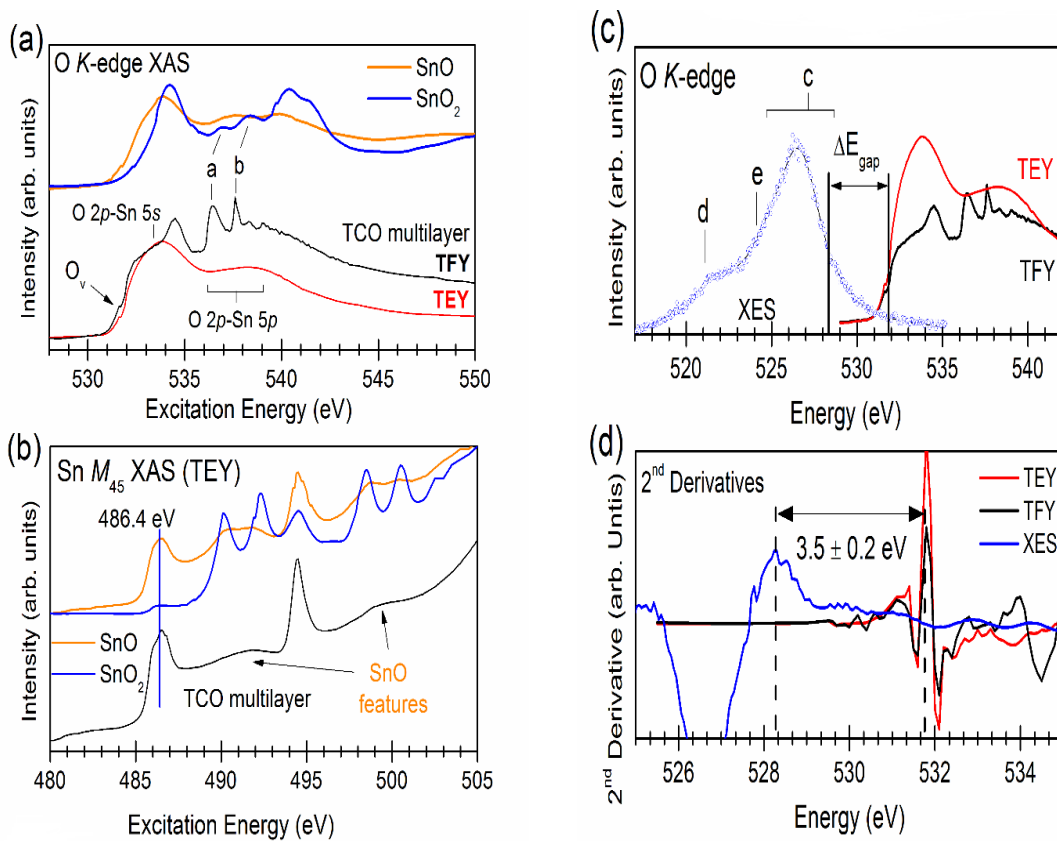 (a)
O K-edge XAS
SnO
SnO2
a
b
O 2p-Sn 5s
TCO multilayer
TFY
Ov
TEY
O 2p-Sn 5p
Intensity (arb. units)
530 535 540 545 550
Excitation Energy (eV)
(b)
Sn M45 XAS (TEY)
486.4 eV
SnO
SnO2
TCO multilayer
SnO
features
Intensity (arb. units)
480 485 490 495 500 505
Excitation Energy (eV)
(c)
O K-edge
c
ΔEgap
TEY
e
d
XES
TFY
Intensity (arb. units)
520 525 530 535 540
Energy (eV)
(d)
2nd Derivatives
TEY
TFY
XES
3.5 ± 0.2 eV
2nd Derivative (arb. Units)
526 528 530 532 534
Energy (eV)